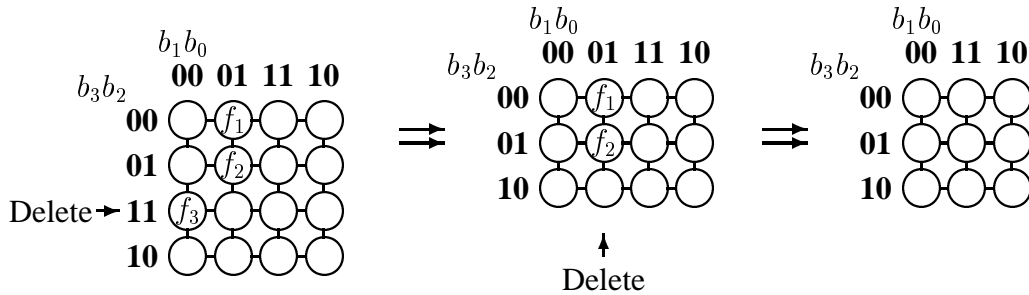 b₁b₀
00 01 11 10
b₃b₂
00 f₁
01 f₂
Delete 11 f₃
10
b₁b₀
00 01 11 10
b₃b₂
00 f₁
01 f₂
10
Delete
b₁b₀
00 11 10
b₃b₂
00
01
10